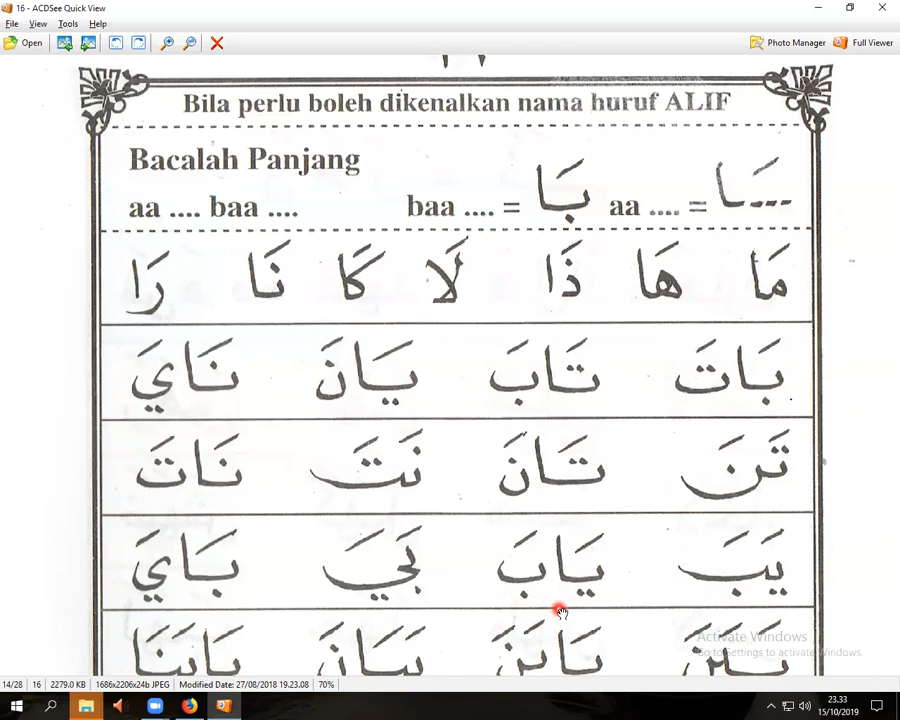 16 - ACDSee Quick View
File View Tools Help
Open Photo Manager Full Viewer
Bila perlu boleh dikenalkan nama huruf ALIF
Bacalah Panjang
aa .... baa .... baa .... = بَا aa .... = ـَا
مَا هَا ذَا لَا كَا نَا رَا
بَاتَ تَابَ يَانَ نَايَ
تَنَ تَانَ نَتَ نَاتَ
يَبَ يَابَ بَيَ بَايَ
Activate Windows
Go to Settings to activate Windows.
14/28 16 2279.0 KB 1686x2206x24b JPEG Modified Date: 27/08/2018 19.23.08 70%
23.33
15/10/2019